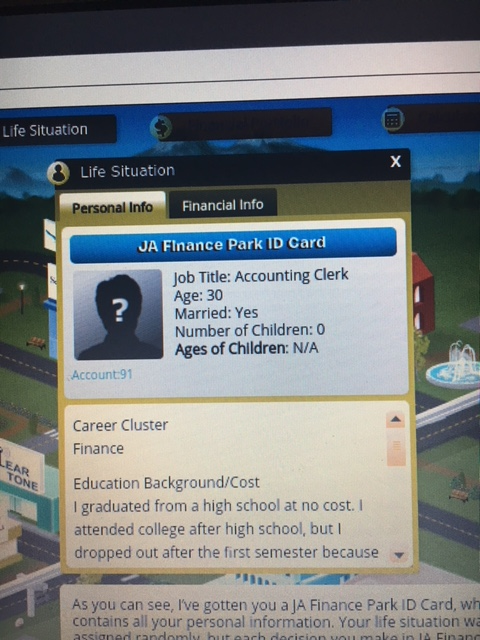 Life Situation
Life Situation
X
Personal Info
Financial Info
JA Finance Park ID Card
?
Job Title: Accounting Clerk
Age: 30
Married: Yes
Number of Children: 0
Ages of Children: N/A
Account:91
Career Cluster
Finance
Education Background/Cost
I graduated from a high school at no cost. I
attended college after high school, but I
dropped out after the first semester because
LEAR
TONE
As you can see, I've gotten you a JA Finance Park ID Card, wh
contains all your personal information. Your life situation wa
assigned randomly, but each decision you make in JA Financ